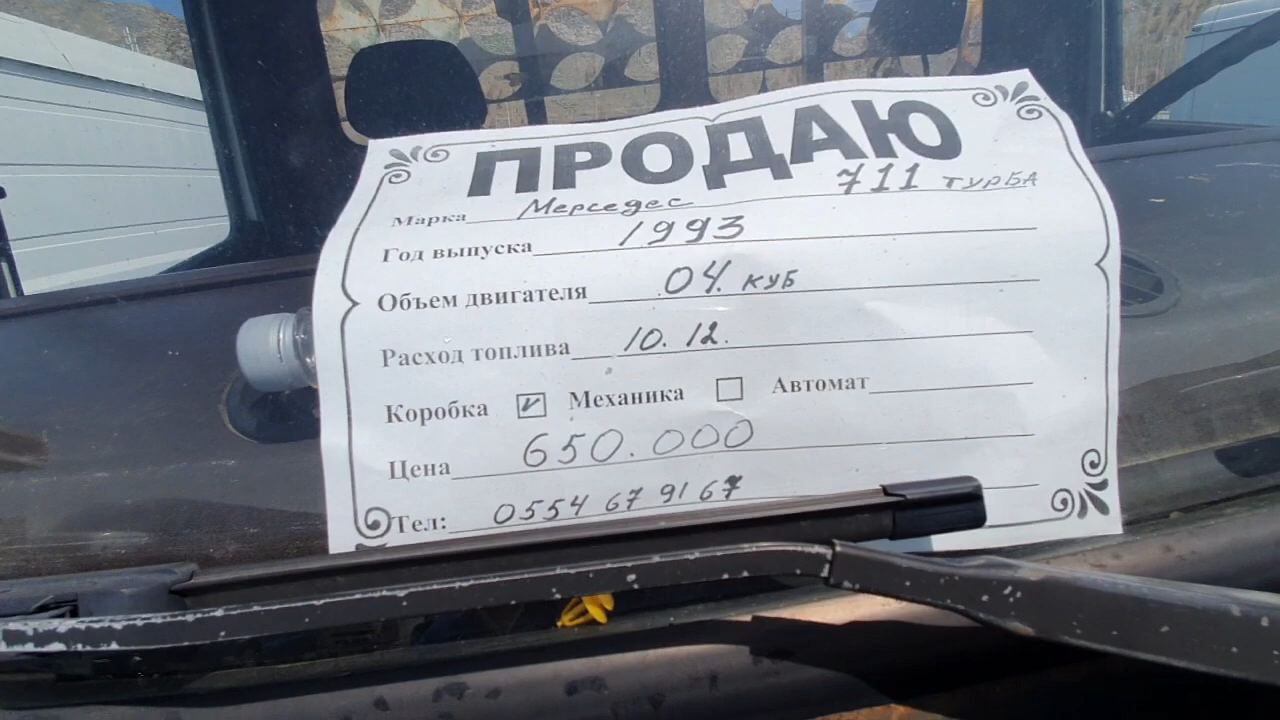 ПРОДАЮ
Марка Мерседес 711 ТУРБА
Год выпуска 1993
Объем двигателя 04. куб
Расход топлива 10. 12.
Коробка ☑ Механика ☐ Автомат
Цена 650.000
Тел: 0554 67 91 67